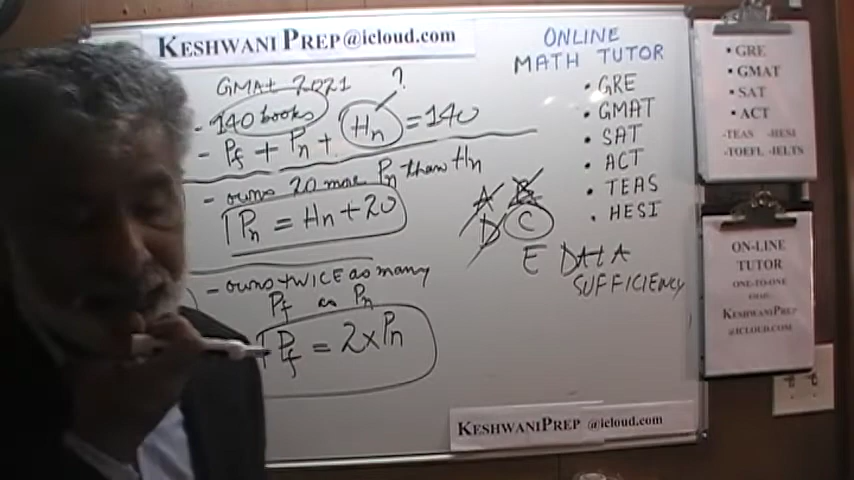 KESHWANI PREP@icloud.com
GMAT 2021
?
- 140 books
- Pf + Pn + Hn = 140
- owns 20 more Pn than Hn
Pn = Hn + 20
- owns twice as many
Pf as Pn
Pf = 2xPn
A B
D C
E DATA
SUFFICIENCY
ONLINE
MATH TUTOR
• GRE
• GMAT
• SAT
• ACT
• TEAS
• HESI
KESHWANIPREP @icloud.com
• GRE
• GMAT
• SAT
• ACT
-TEAS -HESI
-TOEFL -IELTS
ON-LINE
TUTOR
ONE-TO-ONE
KESHWANIPREP
@ICLOUD.COM